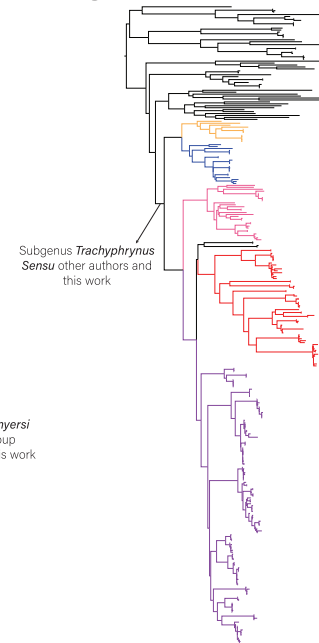 Subgenus Trachyphrynus
Sensu other authors and
this work
myersi
oup
s work